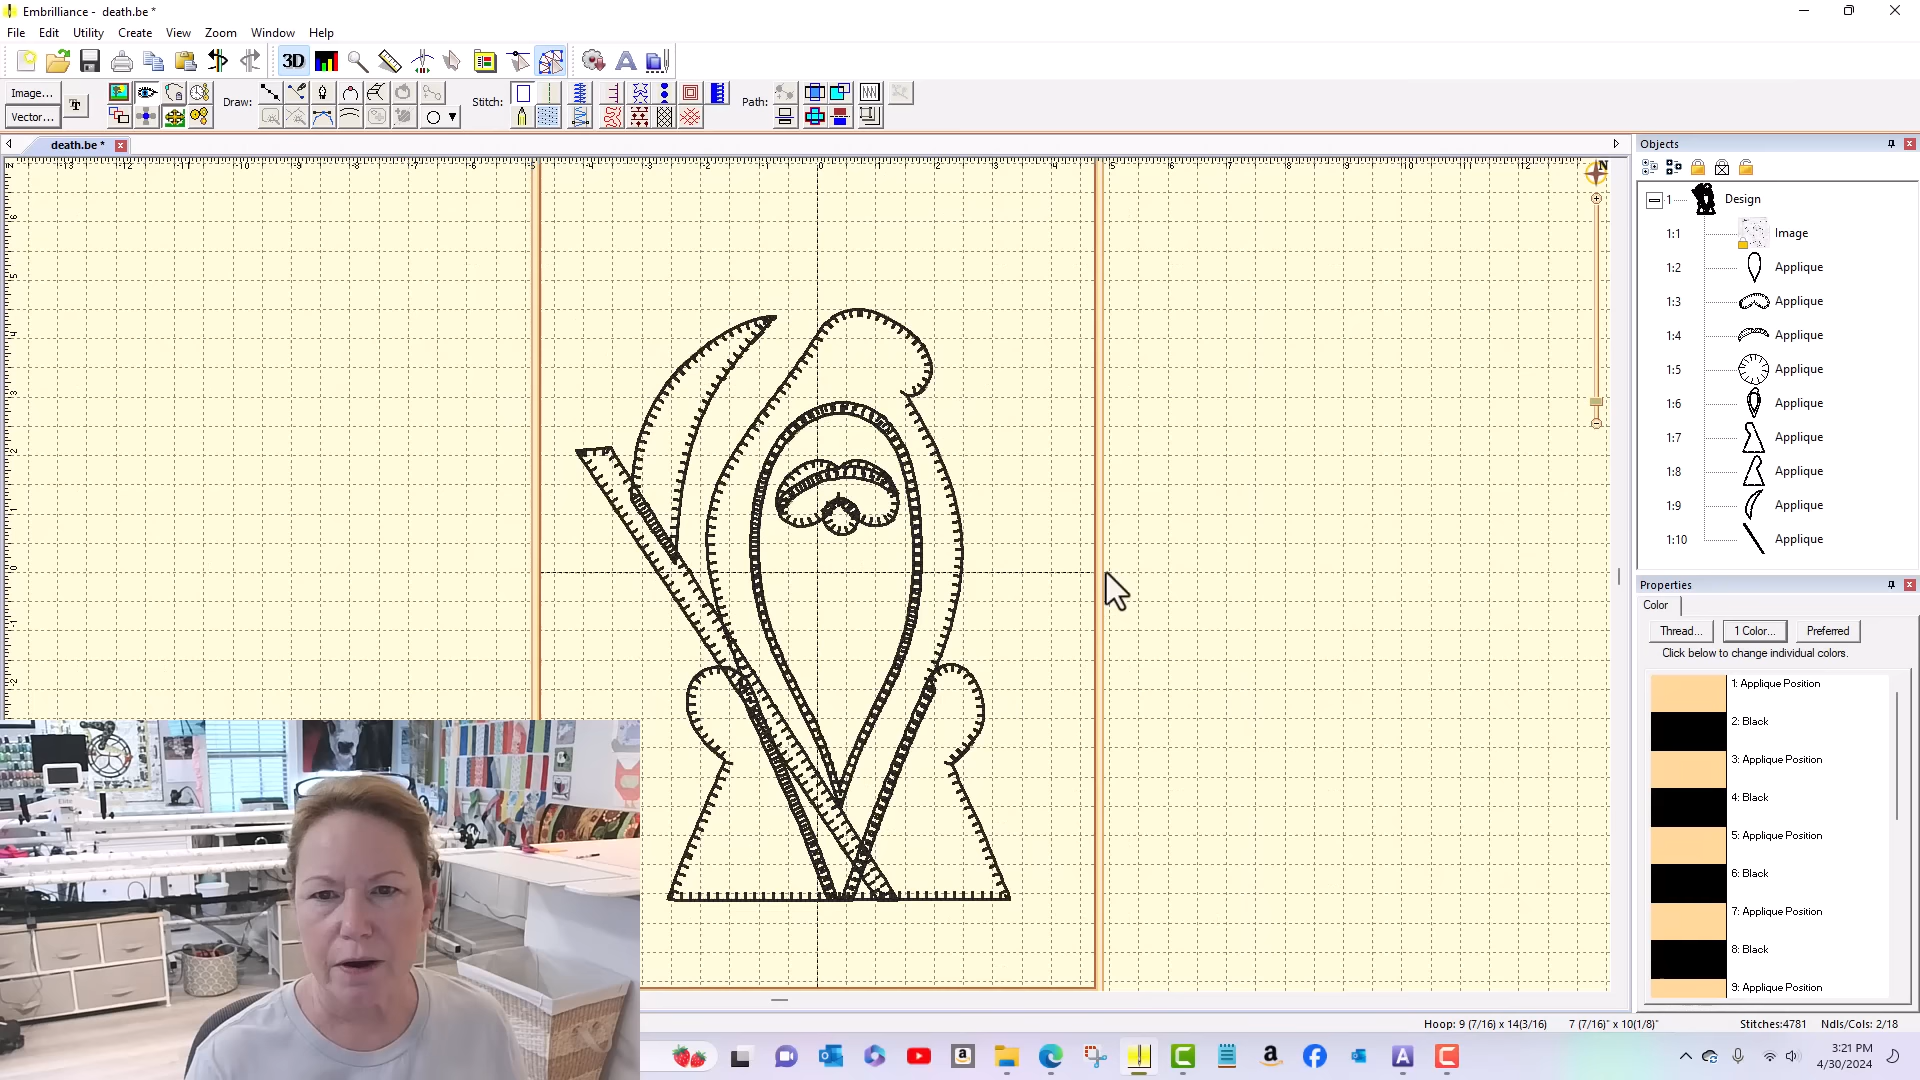 Embrilliance - death.be *
File Edit Utility Create View Zoom Window Help
3D
Image...
Vector...
Draw:
Stitch:
Path:
death.be *
Objects
1 Design
1:1 Image
1:2 Applique
1:3 Applique
1:4 Applique
1:5 Applique
1:6 Applique
1:7 Applique
1:8 Applique
1:9 Applique
1:10 Applique
Properties
Color
Thread... 1 Color... Preferred
Click below to change individual colors.
1: Applique Position
2: Black
3: Applique Position
4: Black
5: Applique Position
6: Black
7: Applique Position
8: Black
9: Applique Position
Hoop: 9 (7/16) x 14(3/16) 7 (7/16)" x 10(1/8)" Stitches:4781 Ndls/Cols: 2/18
3:21 PM
4/30/2024